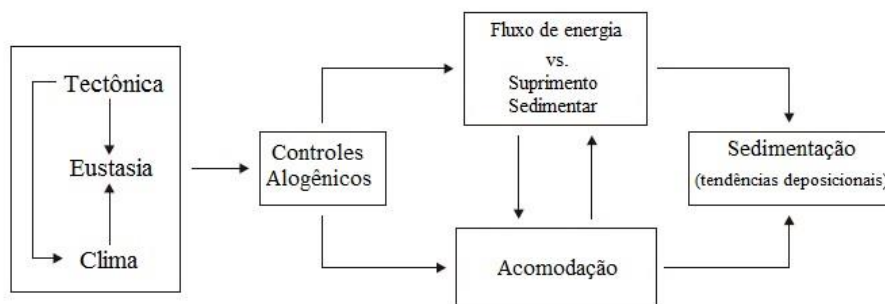 Tectônica
Eustasia
Clima
Controles
Alogênicos
Fluxo de energia
vs.
Suprimento
Sedimentar
Acomodação
Sedimentação
(tendências deposicionais)